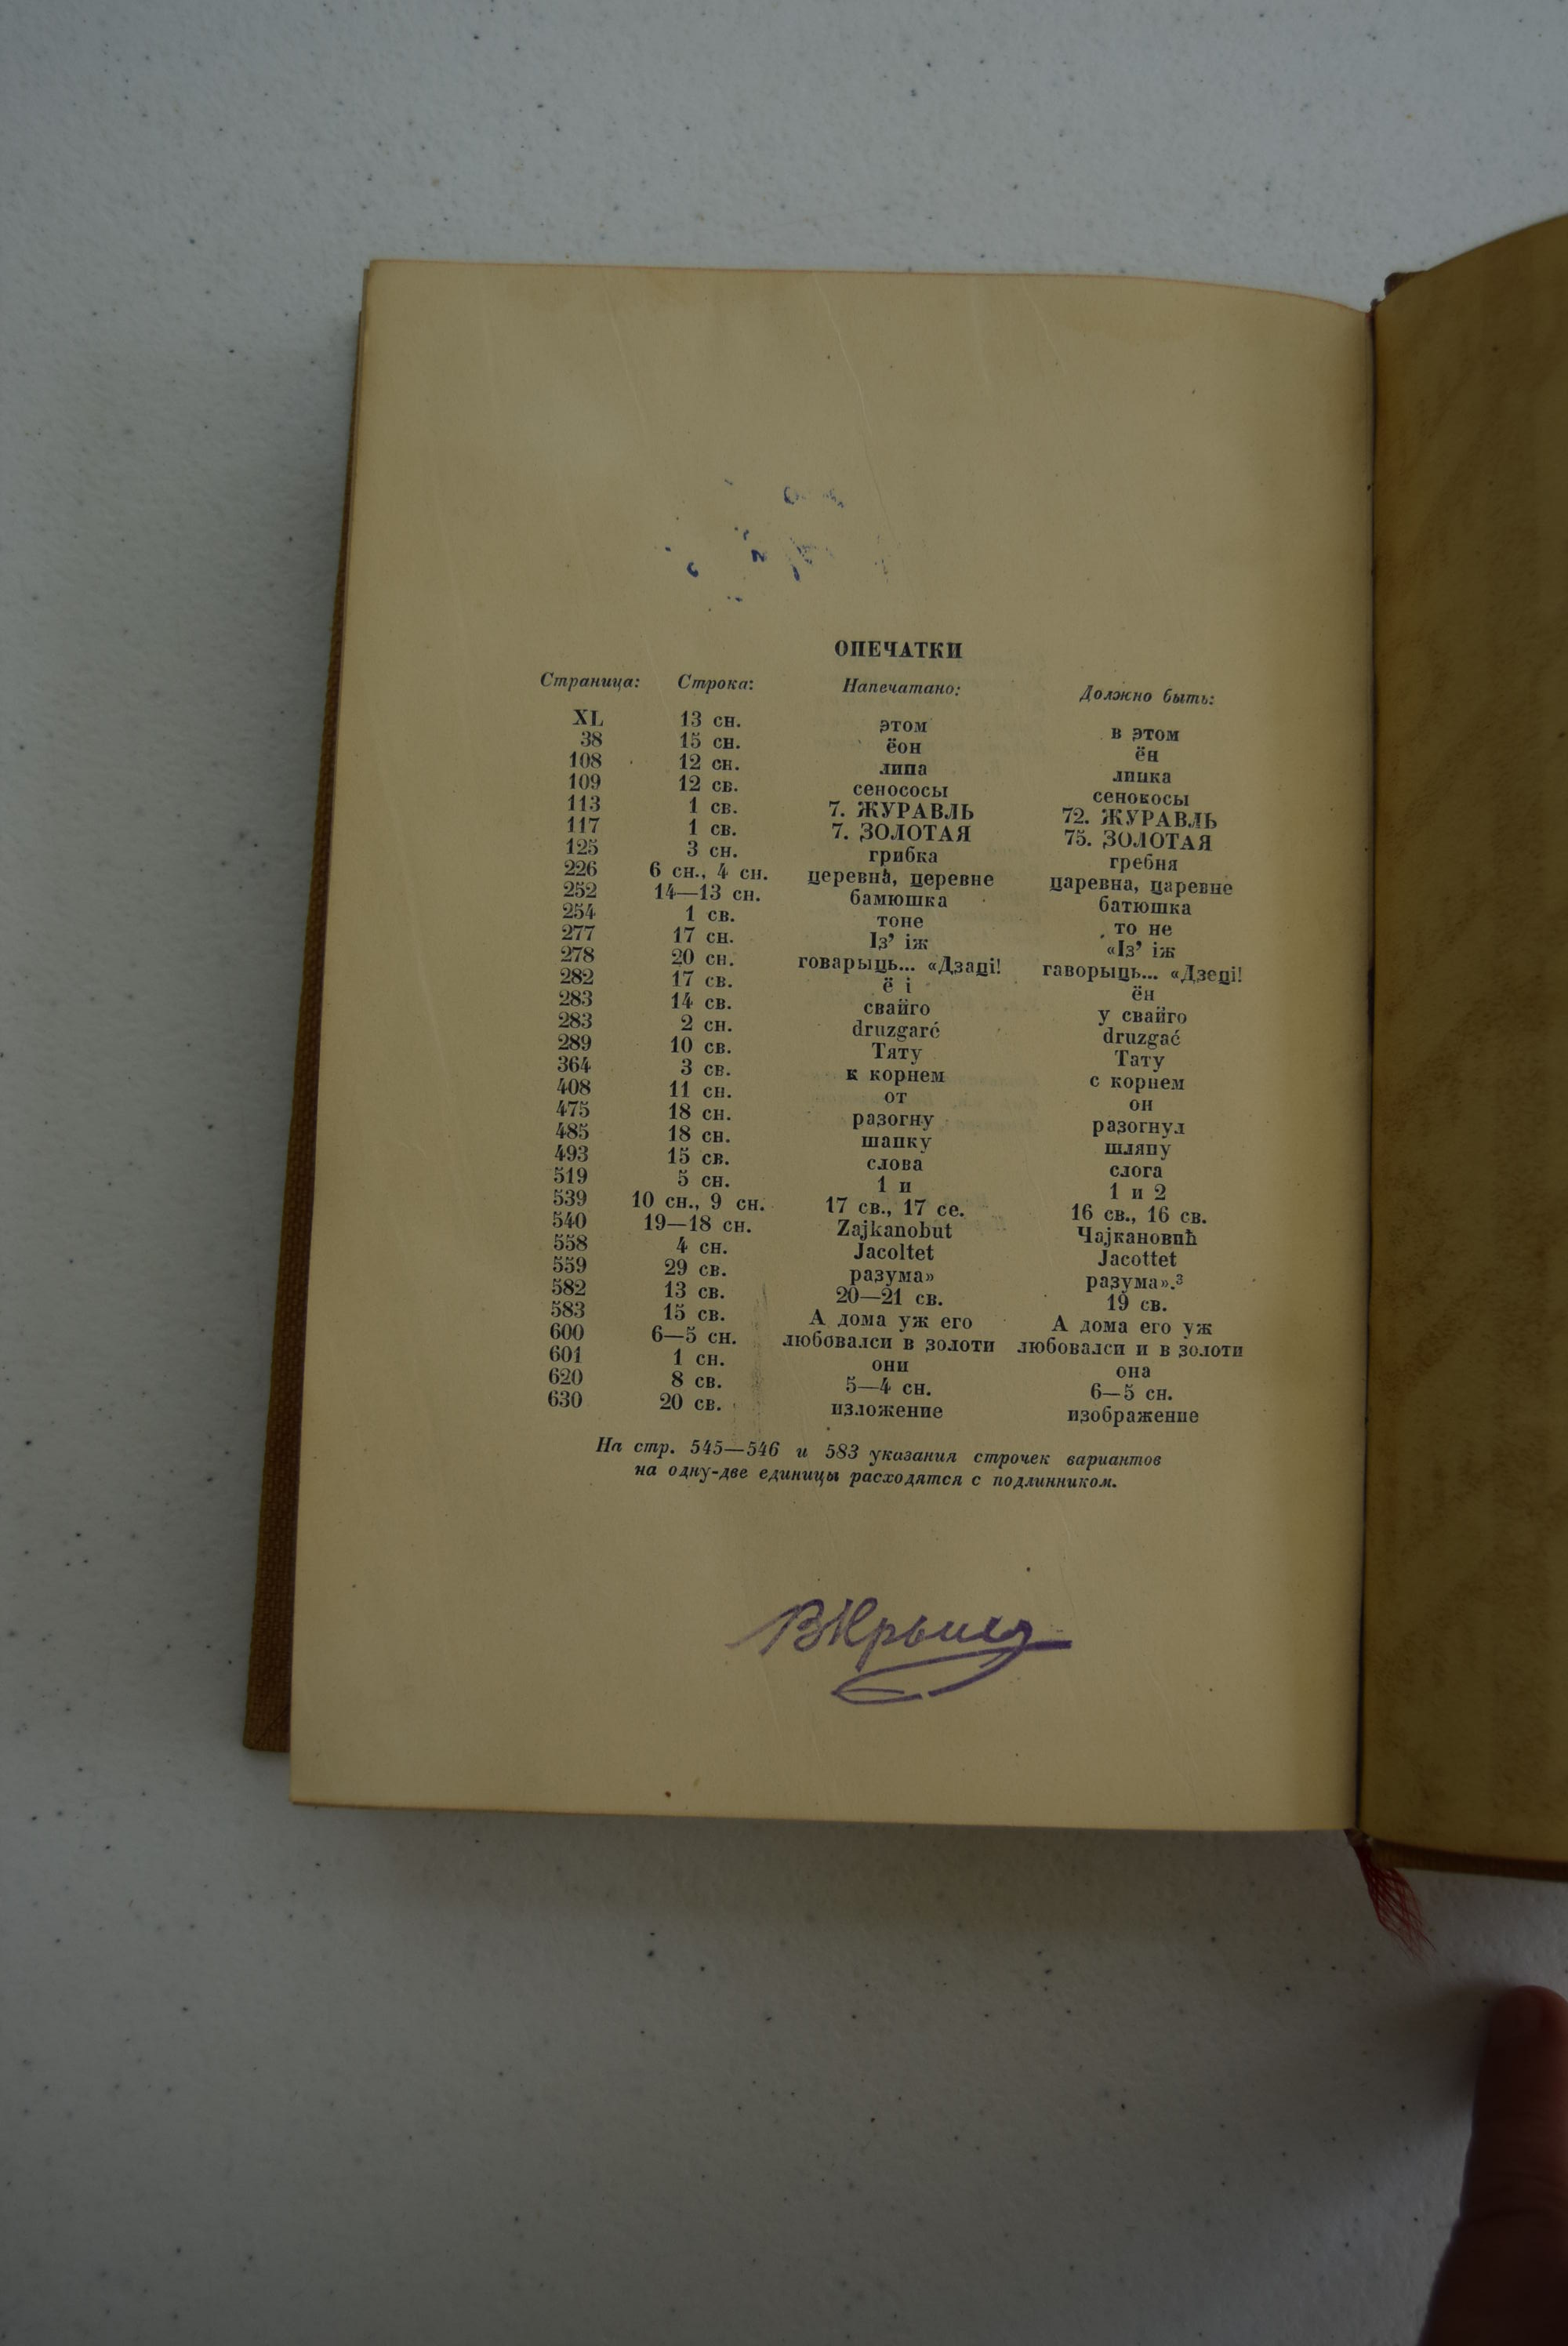 ОПЕЧАТКИ
Страница: Строка: Напечатано: Должно быть:
XL 13 сн. этом в этом
38 15 сн. ёон ён
108 12 сн. липа липка
109 12 св. сенососы сенокосы
113 1 св. 7. ЖУРАВЛЬ 72. ЖУРАВЛЬ
117 1 св. 7. ЗОЛОТАЯ 75. ЗОЛОТАЯ
125 3 сн. грибка гребня
226 6 сн., 4 сн. церевна, церевне царевна, царевне
252 14—13 сн. бамюшка батюшка
254 1 св. тоне то не
277 17 сн. Із’ іж «Із’ іж
278 20 сн. говарыць... «Дзаці! гаворыць... «Дзеці!
282 17 св. ё і ён
283 14 св. свайго у свайго
283 2 сн. druzgarć druzgać
289 10 св. Тяту Тату
364 3 св. к корнем с корнем
408 11 сн. от он
475 18 сн. разогну разогнул
485 18 сн. шапку шляпу
493 15 св. слова слога
519 5 сн. 1 и 1 и 2
539 10 сн., 9 сн. 17 св., 17 се. 16 св., 16 св.
540 19—18 сн. Zajkanobut Чајкановић
558 4 сн. Jacoltet Jacottet
559 29 св. разума» разума».³
582 13 св. 20—21 св. 19 св.
583 15 св. А дома уж его А дома его уж
600 6—5 сн. любовалси в золоти любовалси и в золоти
601 1 сн. они она
620 8 св. 5—4 сн. 6—5 сн.
630 20 св. изложение изображение
На стр. 545—546 и 583 указания строчек вариантов
на одну-две единицы расходятся с подлинником.